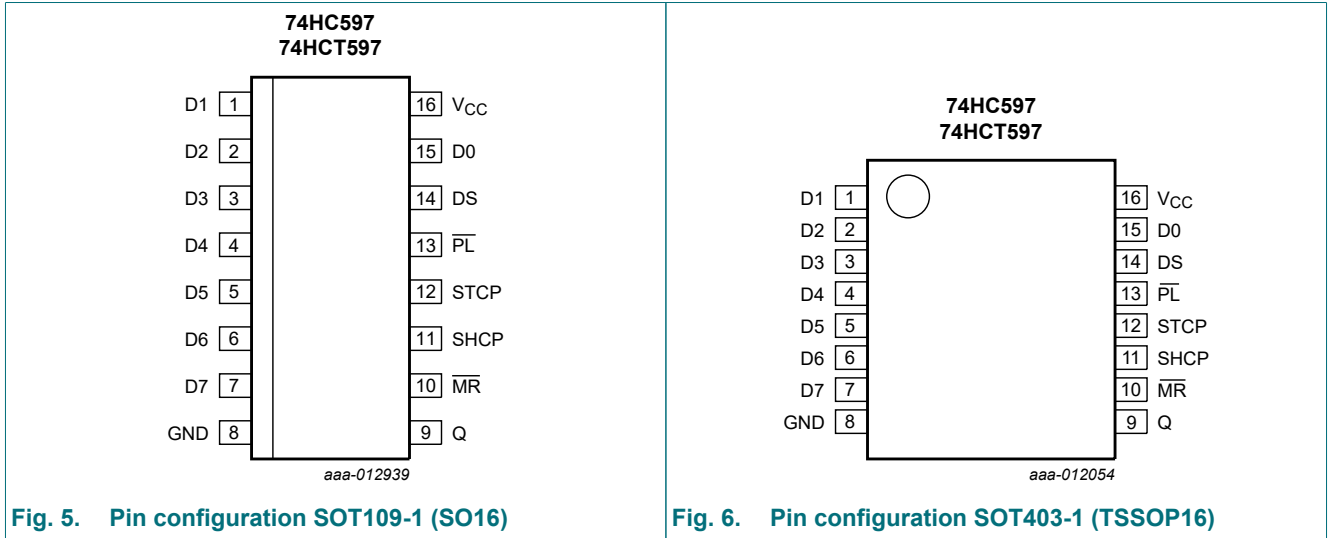 74HC597
74HCT597
D1 1 16 VCC
D2 2 15 D0
D3 3 14 DS
D4 4 13 P̅L̅
D5 5 12 STCP
D6 6 11 SHCP
D7 7 10 M̅R̅
GND 8 9 Q
aaa-012939
Fig. 5. Pin configuration SOT109-1 (SO16)
74HC597
74HCT597
D1 1 16 VCC
D2 2 15 D0
D3 3 14 DS
D4 4 13 P̅L̅
D5 5 12 STCP
D6 6 11 SHCP
D7 7 10 M̅R̅
GND 8 9 Q
aaa-012054
Fig. 6. Pin configuration SOT403-1 (TSSOP16)